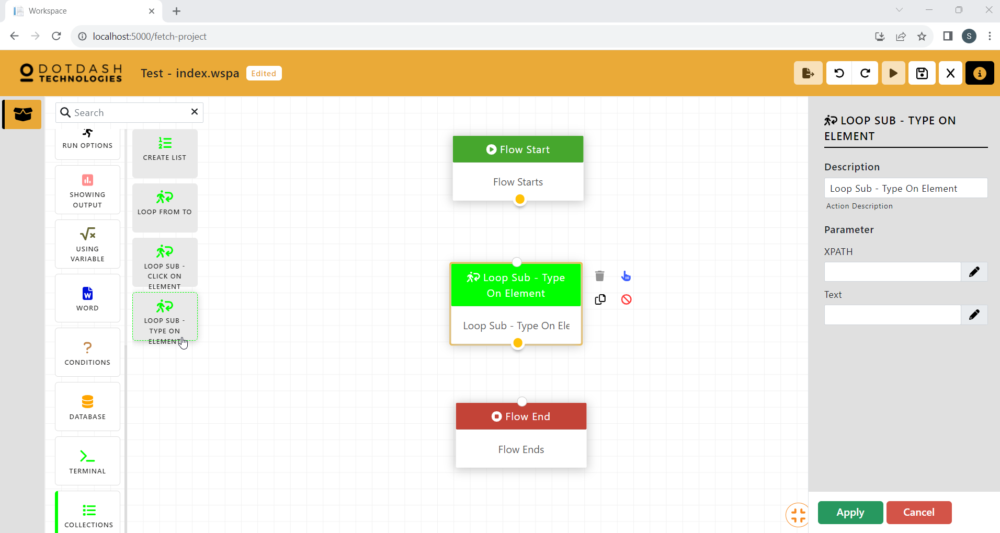 Workspace
localhost:5000/fetch-project
S
DOTDASH
TECHNOLOGIES
Test - index.wspa
Edited
Search
RUN OPTIONS
SHOWING
OUTPUT
USING
VARIABLE
WORD
CONDITIONS
DATABASE
TERMINAL
COLLECTIONS
CREATE LIST
LOOP FROM TO
LOOP SUB -
CLICK ON
ELEMENT
LOOP SUB -
TYPE ON
ELEMENT
Flow Start
Flow Starts
Loop Sub - Type
On Element
Loop Sub - Type On Ele
Flow End
Flow Ends
LOOP SUB - TYPE ON
ELEMENT
Description
Loop Sub - Type On Element
Action Description
Parameter
XPATH
Text
Apply
Cancel